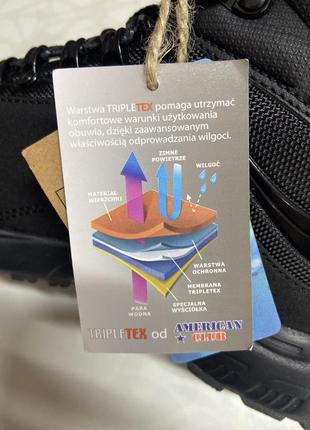 Warstwa TRIPLETEX pomaga utrzymać
komfortowe warunki użytkowania
obuwia, dzięki zaawansowanym
właściwością odprowadzania wilgoci.
ZIMNE
POWIETRZE
WILGOĆ
MATERIAŁ
WIERZCHNI
WARSTWA
OCHRONNA
MEMBRANA
TRIPLETEX
PARA
WODNA
SPECJALNA
WYŚCIÓŁKA
TRIPLETEX od AMERICAN
CLUB